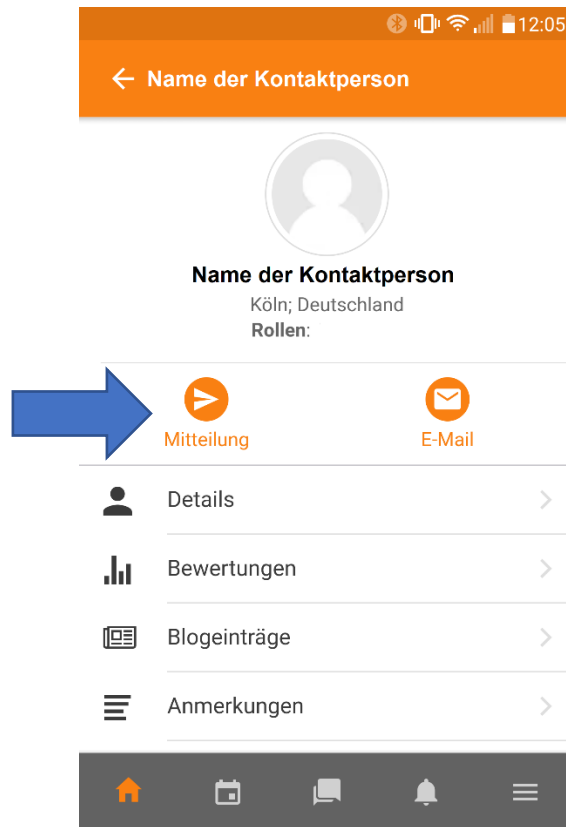 12:05
Name der Kontaktperson
Name der Kontaktperson
Köln; Deutschland
Rollen:
Mitteilung
E-Mail
Details
Bewertungen
Blogeinträge
Anmerkungen